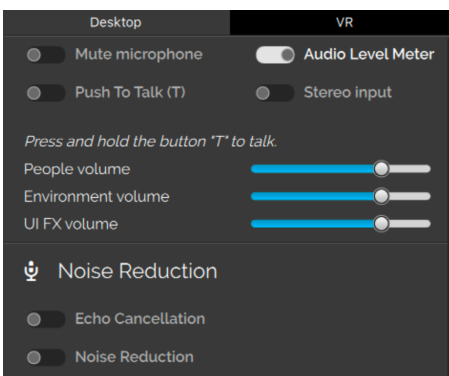 Desktop VR
Mute microphone Audio Level Meter
Push To Talk (T) Stereo input
Press and hold the button "T" to talk.
People volume
Environment volume
UI FX volume
Noise Reduction
Echo Cancellation
Noise Reduction